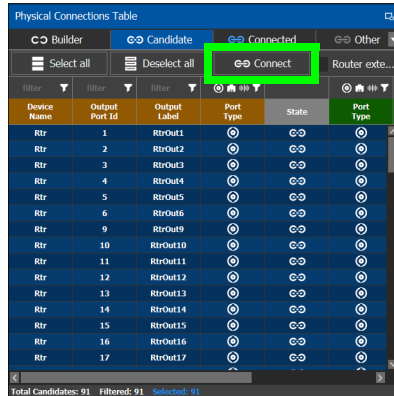 Physical Connections Table
Builder Candidate Connected Other
Select all Deselect all Connect Router exte...
filter filter filter
Device Name Output Port Id Output Label Port Type State Port Type
Rtr 1 RtrOut1
Rtr 2 RtrOut2
Rtr 3 RtrOut3
Rtr 4 RtrOut4
Rtr 5 RtrOut5
Rtr 6 RtrOut6
Rtr 9 RtrOut9
Rtr 10 RtrOut10
Rtr 11 RtrOut11
Rtr 12 RtrOut12
Rtr 13 RtrOut13
Rtr 14 RtrOut14
Rtr 15 RtrOut15
Rtr 16 RtrOut16
Rtr 17 RtrOut17
Total Candidates: 91 Filtered: 91 Selected: 91